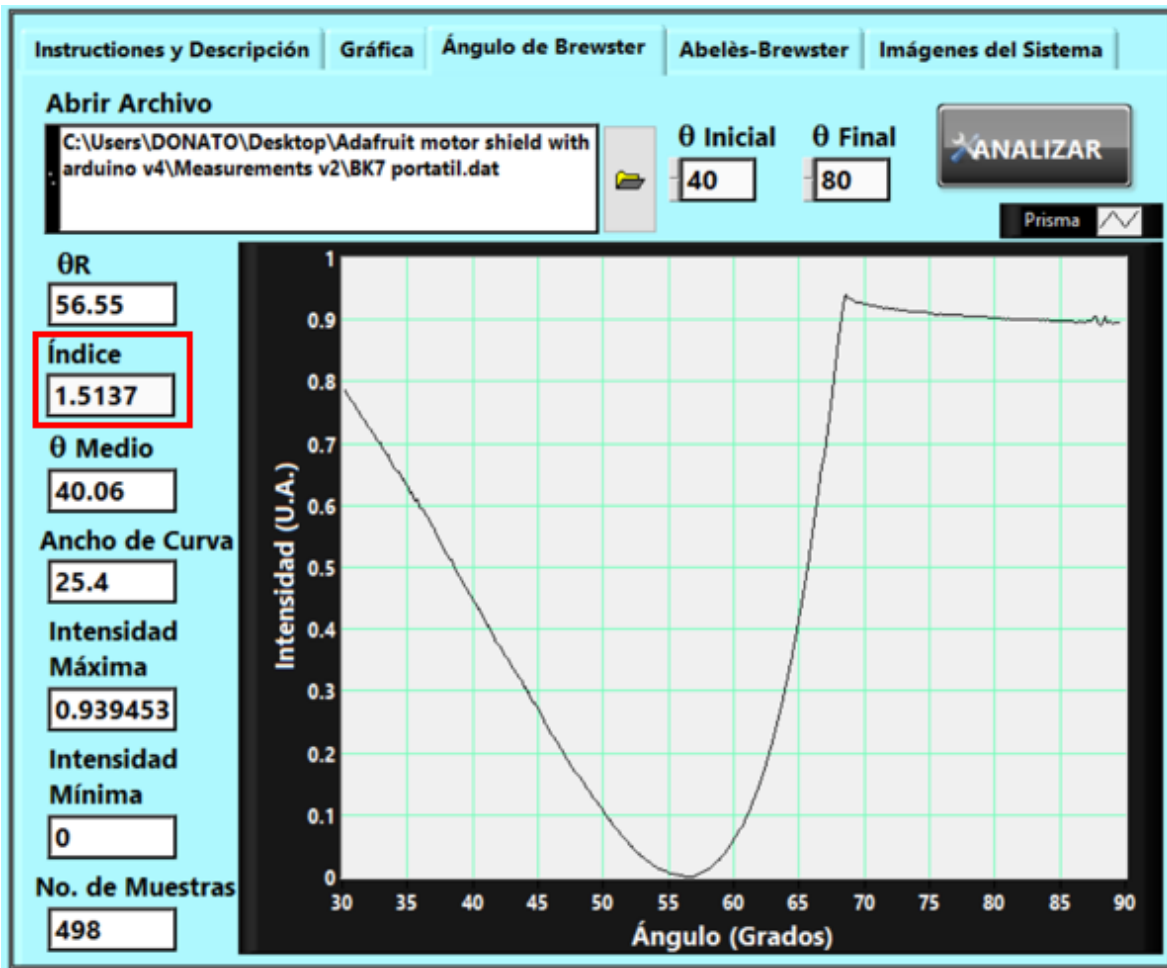 Instructiones y Descripción
Gráfica
Ángulo de Brewster
Abelès-Brewster
Imágenes del Sistema
Abrir Archivo
C:\Users\DONATO\Desktop\Adafruit motor shield with
arduino v4\Measurements v2\BK7 portatil.dat
θ Inicial
40
θ Final
80
ANALIZAR
Prisma
θR
56.55
Índice
1.5137
θ Medio
40.06
Ancho de Curva
25.4
Intensidad
Máxima
0.939453
Intensidad
Mínima
0
No. de Muestras
498
Intensidad (U.A.)
1
0.9
0.8
0.7
0.6
0.5
0.4
0.3
0.2
0.1
0
30 35 40 45 50 55 60 65 70 75 80 85 90
Ángulo (Grados)